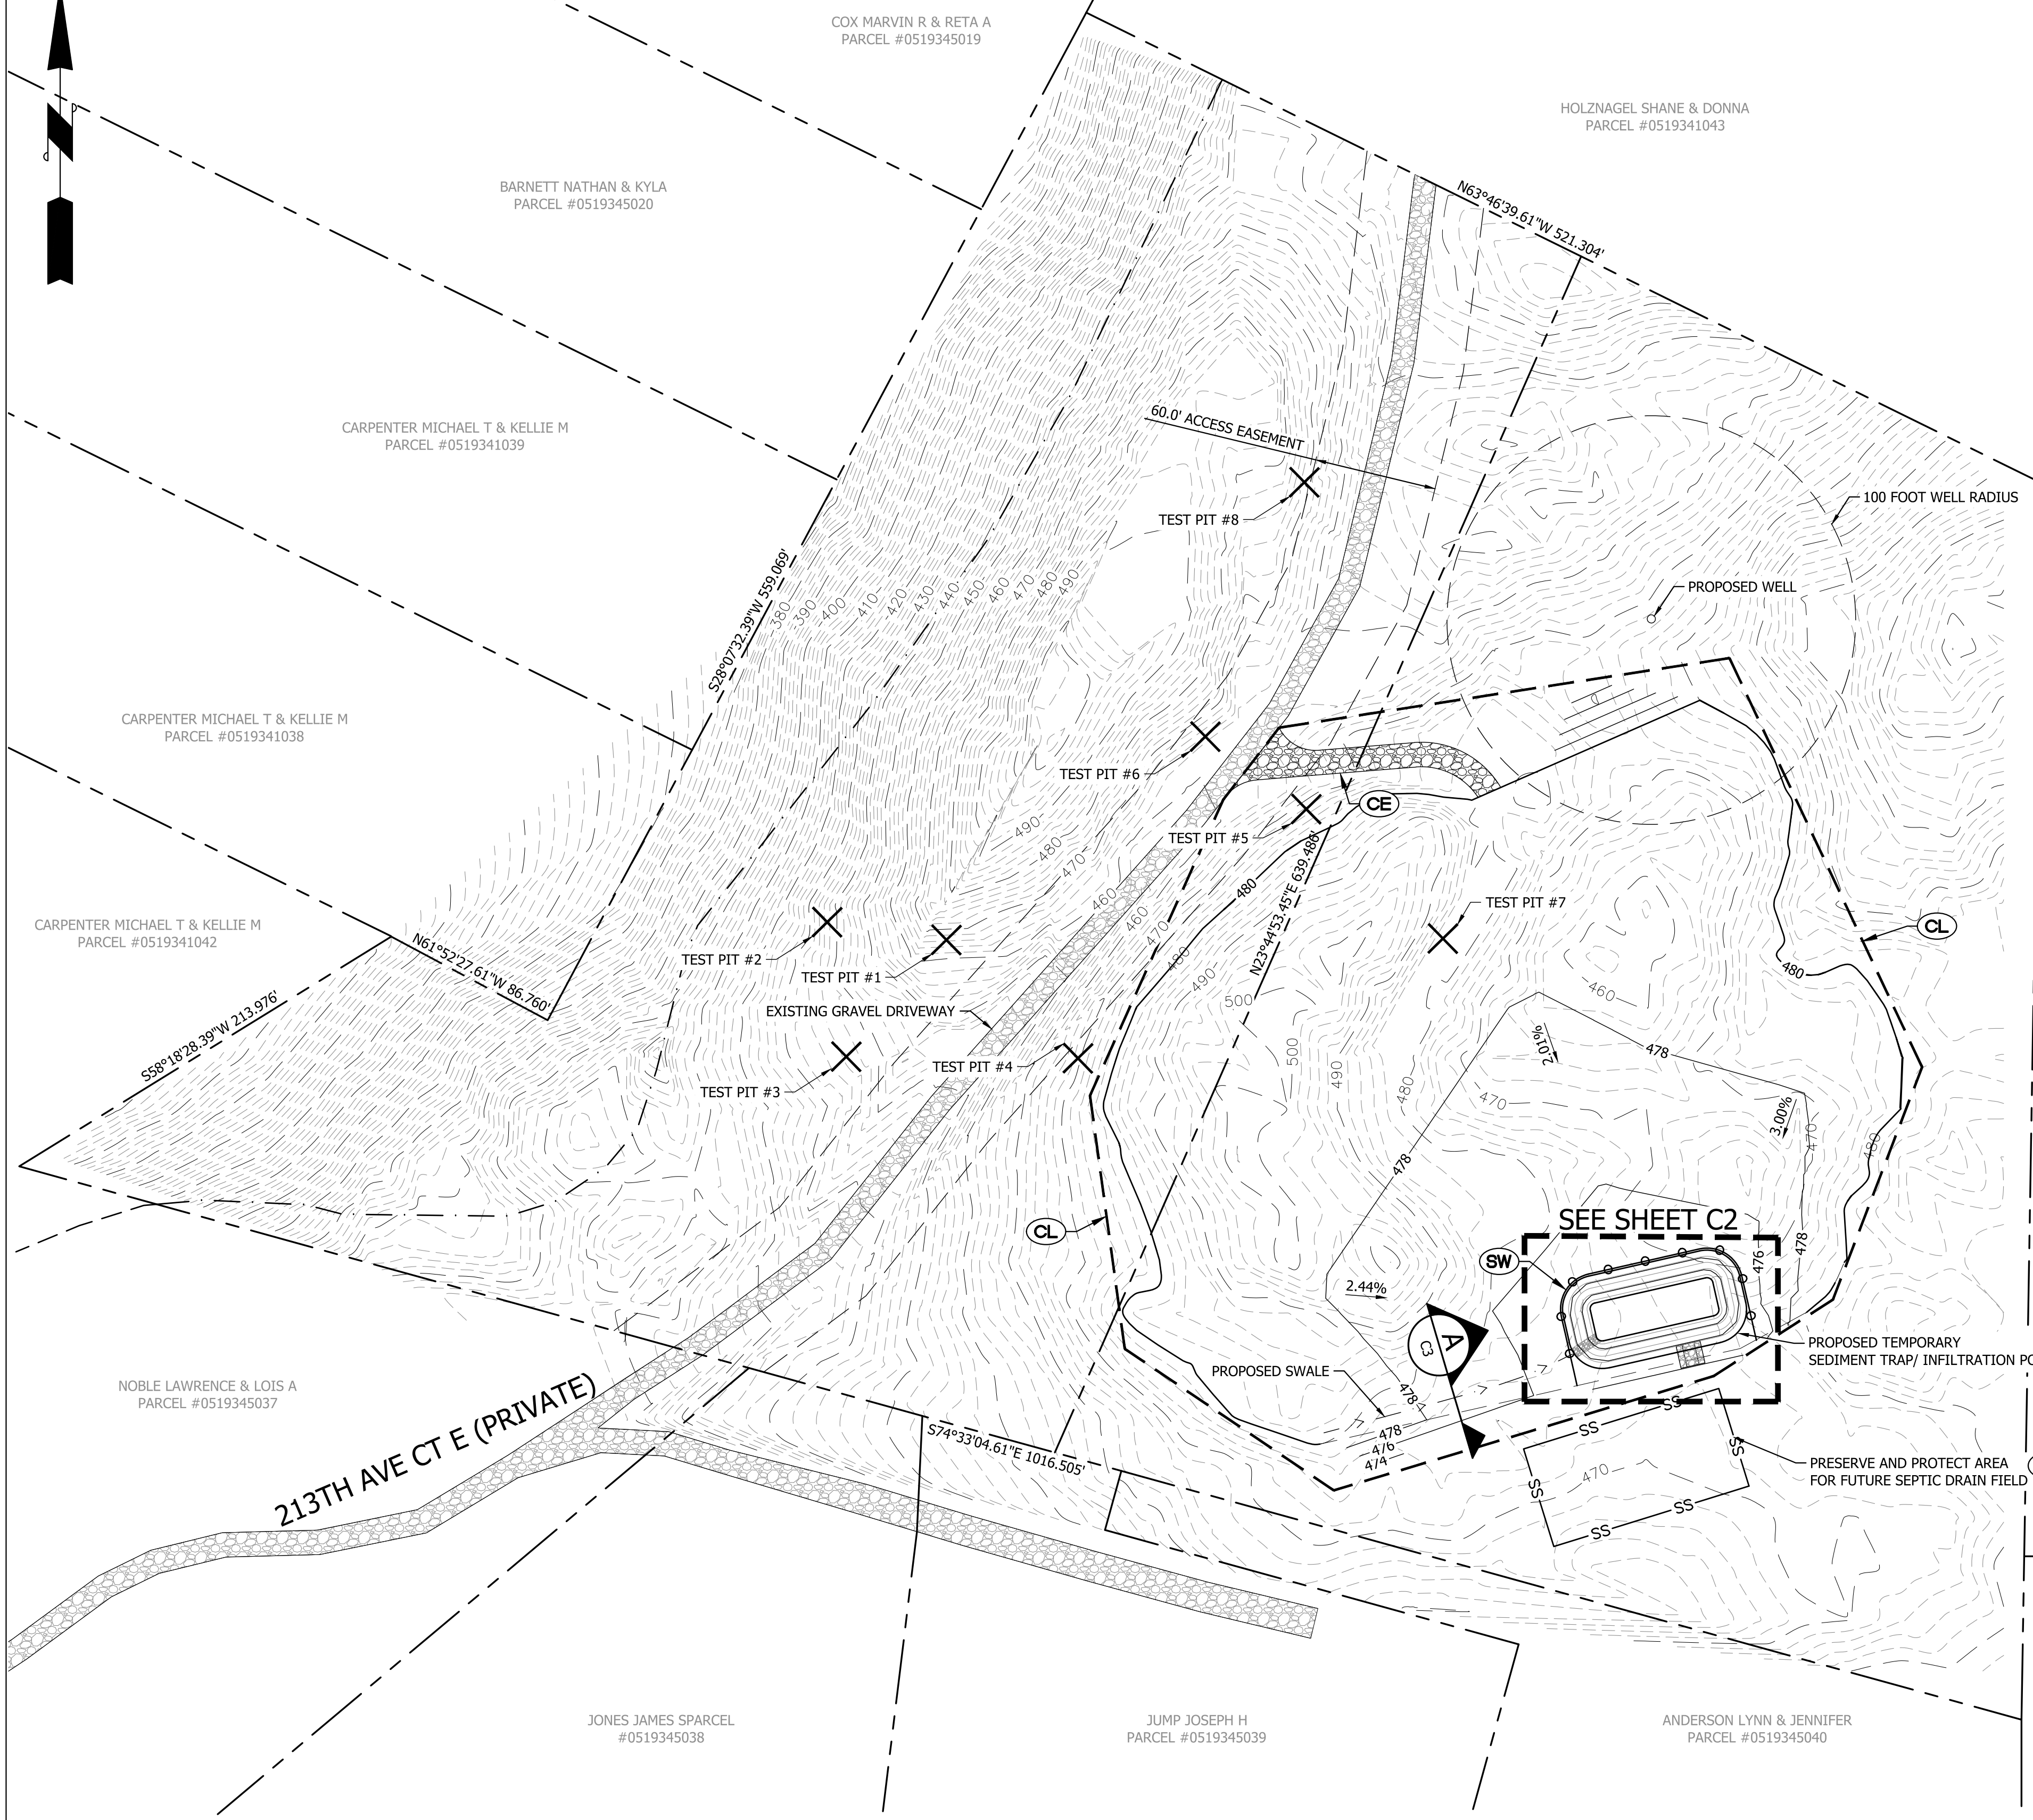 COX MARVIN R & RETA A
PARCEL #0519345019
HOLZNAGEL SHANE & DONNA
PARCEL #0519341043
BARNETT NATHAN & KYLA
PARCEL #0519345020
N63°46'39.61"W 521.304'
60.0' ACCESS EASEMENT
CARPENTER MICHAEL T & KELLIE M
PARCEL #0519341039
100 FOOT WELL RADIUS
TEST PIT #8
PROPOSED WELL
S28°07'32.39"W 559.069'
380
390
400
410
420
430
440
450
460
470
480
490
CARPENTER MICHAEL T & KELLIE M
PARCEL #0519341038
TEST PIT #6
CE
TEST PIT #5
490
480
470
460
460
470
480
490
500
480
N23°44'53.45"E 639.486'
TEST PIT #7
CL
480
CARPENTER MICHAEL T & KELLIE M
PARCEL #0519341042
N61°52'27.61"W 86.760'
S58°18'28.39"W 213.976'
TEST PIT #2
TEST PIT #1
EXISTING GRAVEL DRIVEWAY
TEST PIT #4
TEST PIT #3
460
500
490
480
470
2.01%
478
3.00%
470
480
478
CL
SEE SHEET C2
SW
476
478
2.44%
A
C3
PROPOSED SWALE
478
478
476
474
PROPOSED TEMPORARY
SEDIMENT TRAP/ INFILTRATION
NOBLE LAWRENCE & LOIS A
PARCEL #0519345037
213TH AVE CT E (PRIVATE)
S74°33'04.61"E 1016.505'
SS
SS
SS
SS
SS
SS
470
PRESERVE AND PROTECT AREA
FOR FUTURE SEPTIC DRAIN FIELD
JONES JAMES SPARCEL
#0519345038
JUMP JOSEPH H
PARCEL #0519345039
ANDERSON LYNN & JENNIFER
PARCEL #0519345040